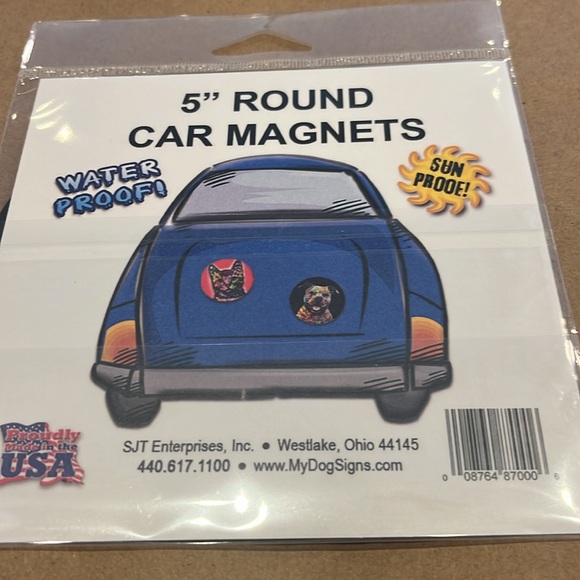 5” ROUND
CAR MAGNETS
WATER
PROOF!
SUN
PROOF!
Proudly
Made in the
USA
SJT Enterprises, Inc. • Westlake, Ohio 44145
440.617.1100 • www.MyDogSigns.com
0 08764 87000 6